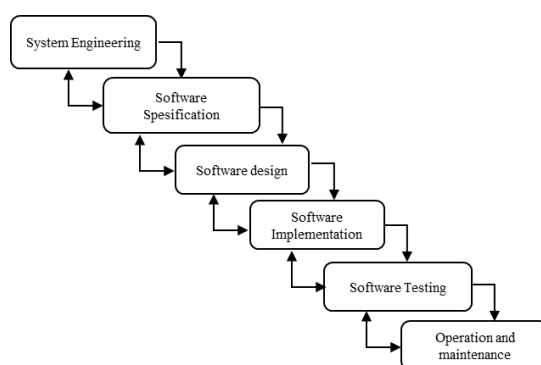 System Engineering
Software
Spesification
Software design
Software
Implementation
Software Testing
Operation and
maintenance